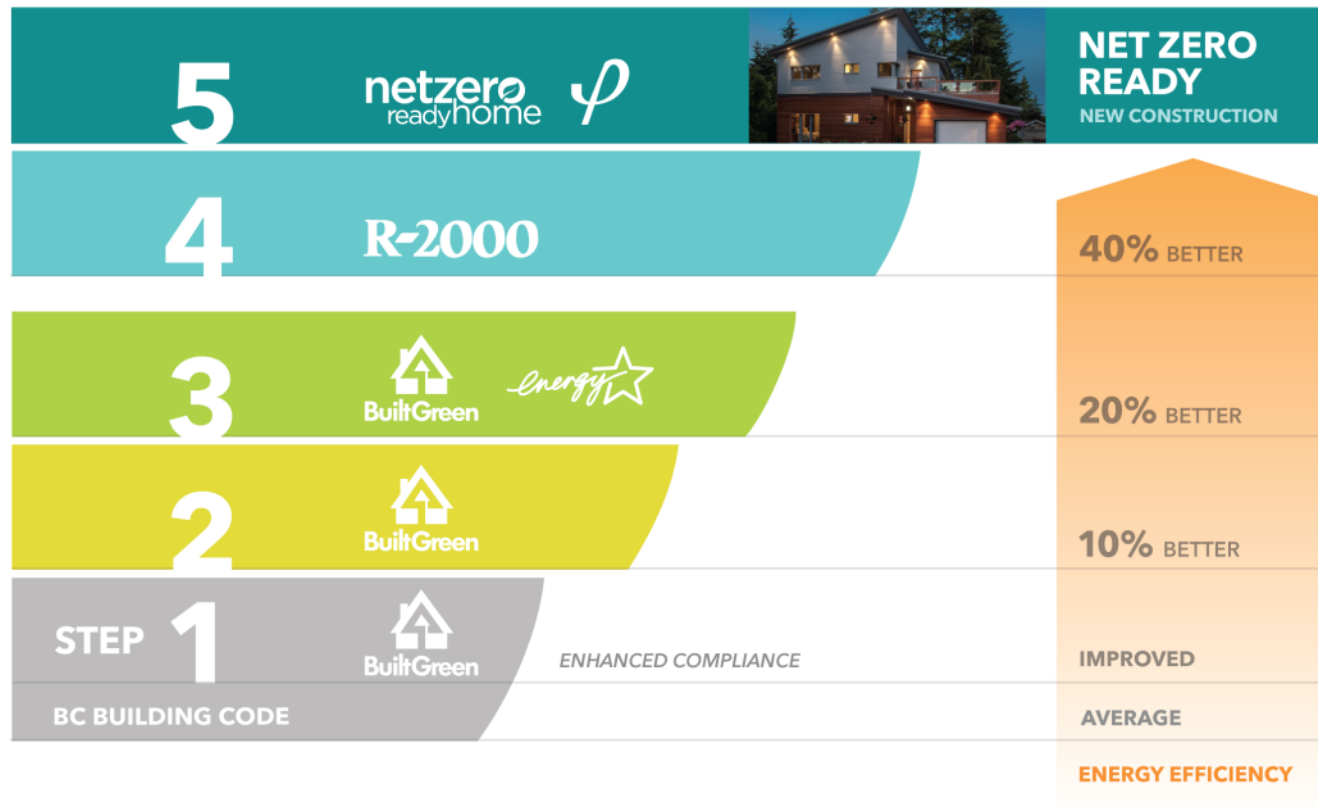 5
netzero
readyhome
NET ZERO
READY
NEW CONSTRUCTION
4
R-2000
40% BETTER
3
BuiltGreen
energy
20% BETTER
2
BuiltGreen
10% BETTER
STEP 1
BuiltGreen
ENHANCED COMPLIANCE
IMPROVED
BC BUILDING CODE
AVERAGE
ENERGY EFFICIENCY